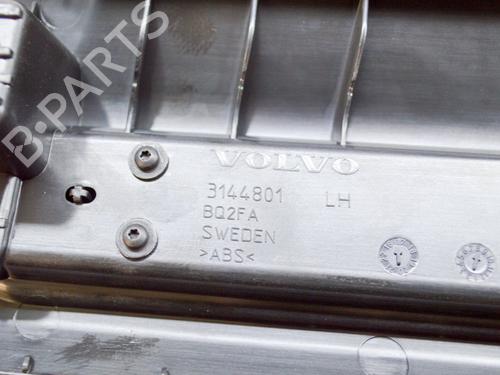 B-PARTS
VOLVO
3144801 LH
BQ2FA
SWEDEN
>ABS<